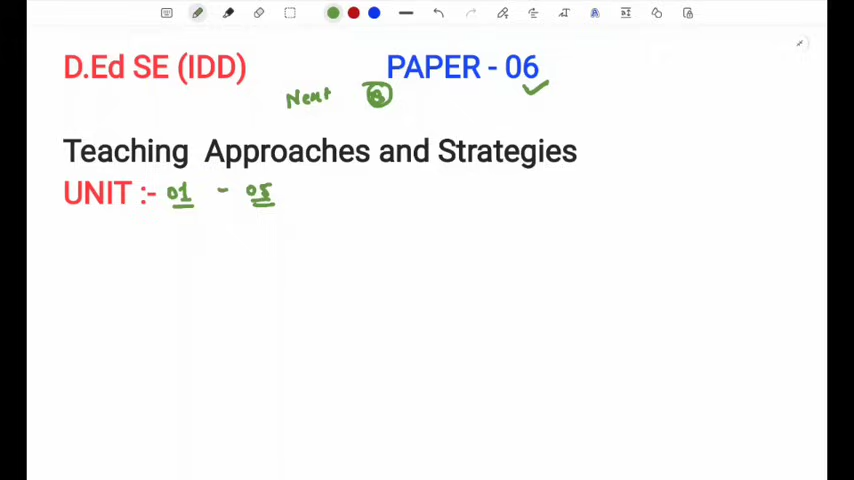 D.Ed SE (IDD) PAPER - 06
Next
Teaching Approaches and Strategies
UNIT :- 01 - 05